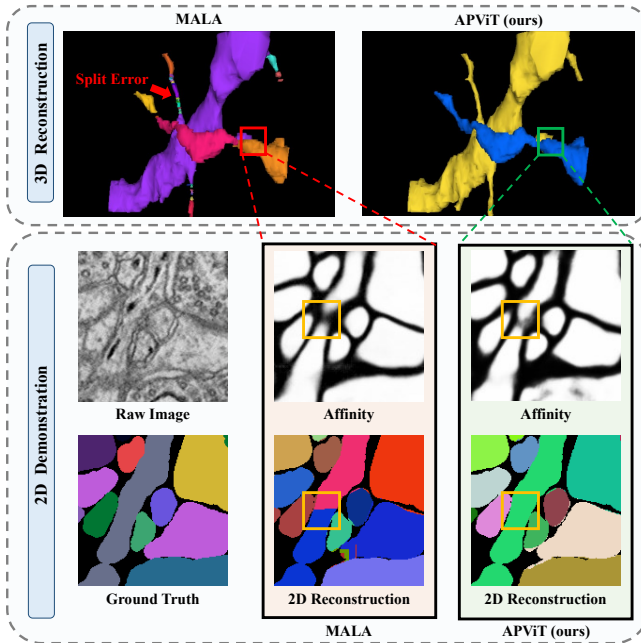 MALA
APViT (ours)
3D Reconstruction
Split Error
2D Demonstration
Raw Image
Affinity
Affinity
Ground Truth
2D Reconstruction
2D Reconstruction
MALA
APViT (ours)